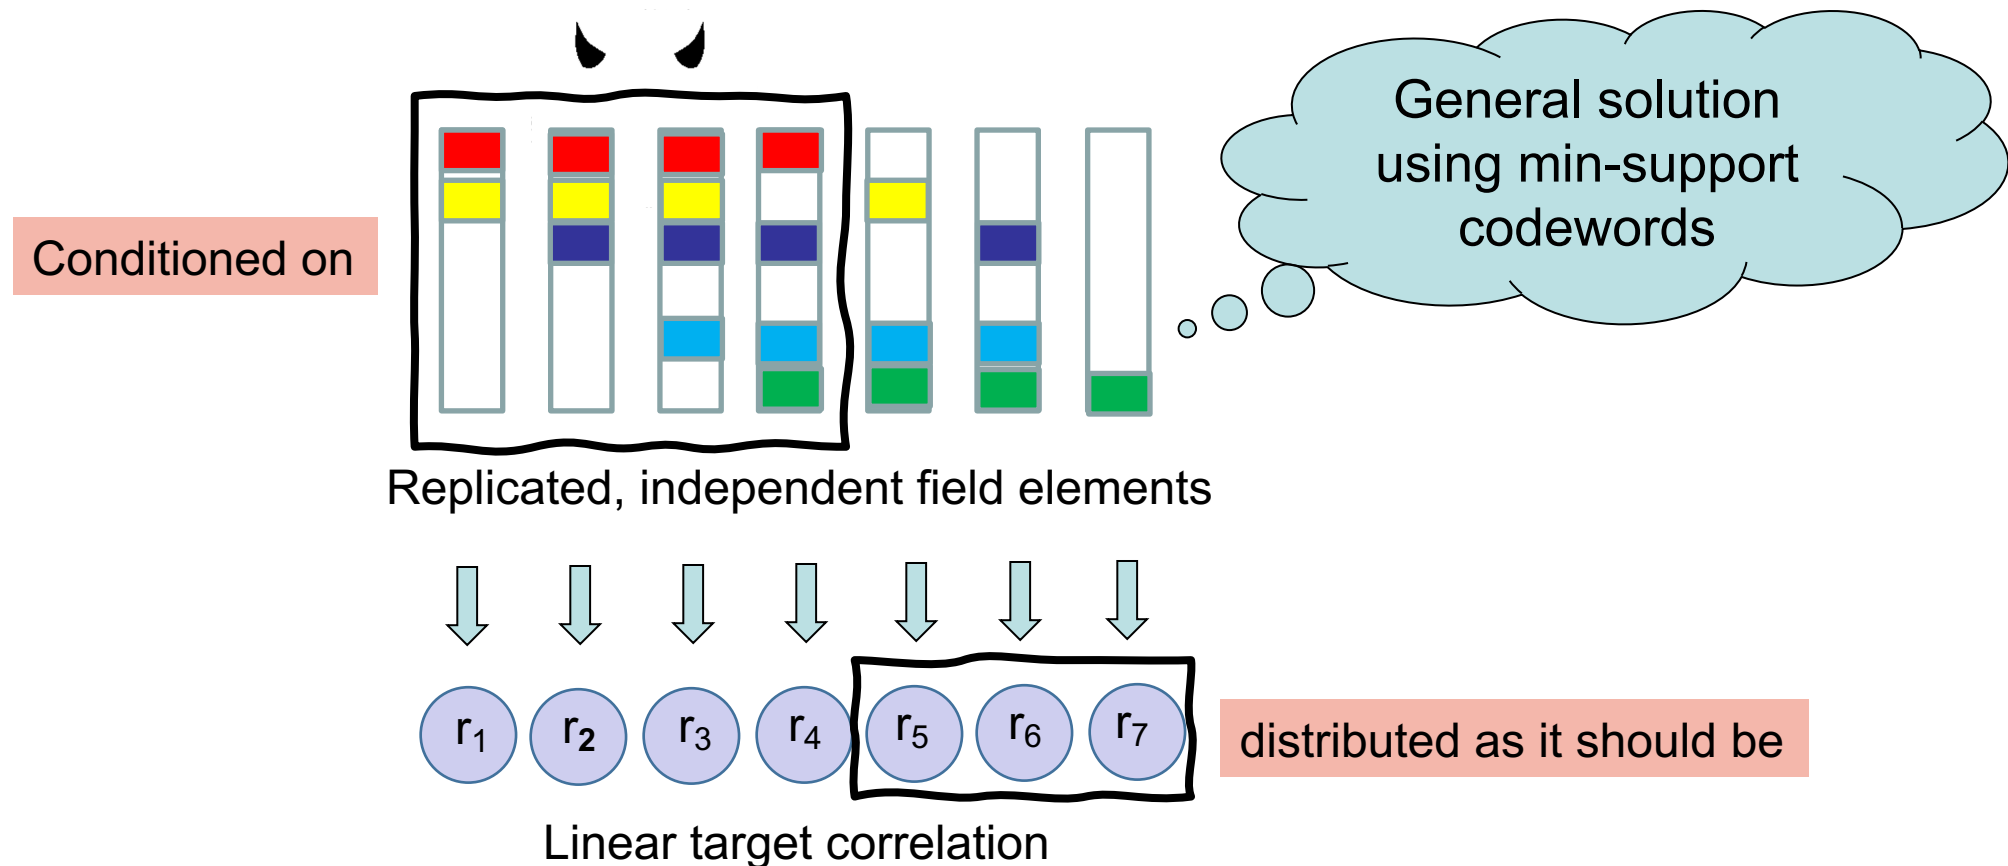 General solution
using min-support
codewords
Conditioned on
Replicated, independent field elements
r1 r2 r3 r4 r5 r6 r7
distributed as it should be
Linear target correlation